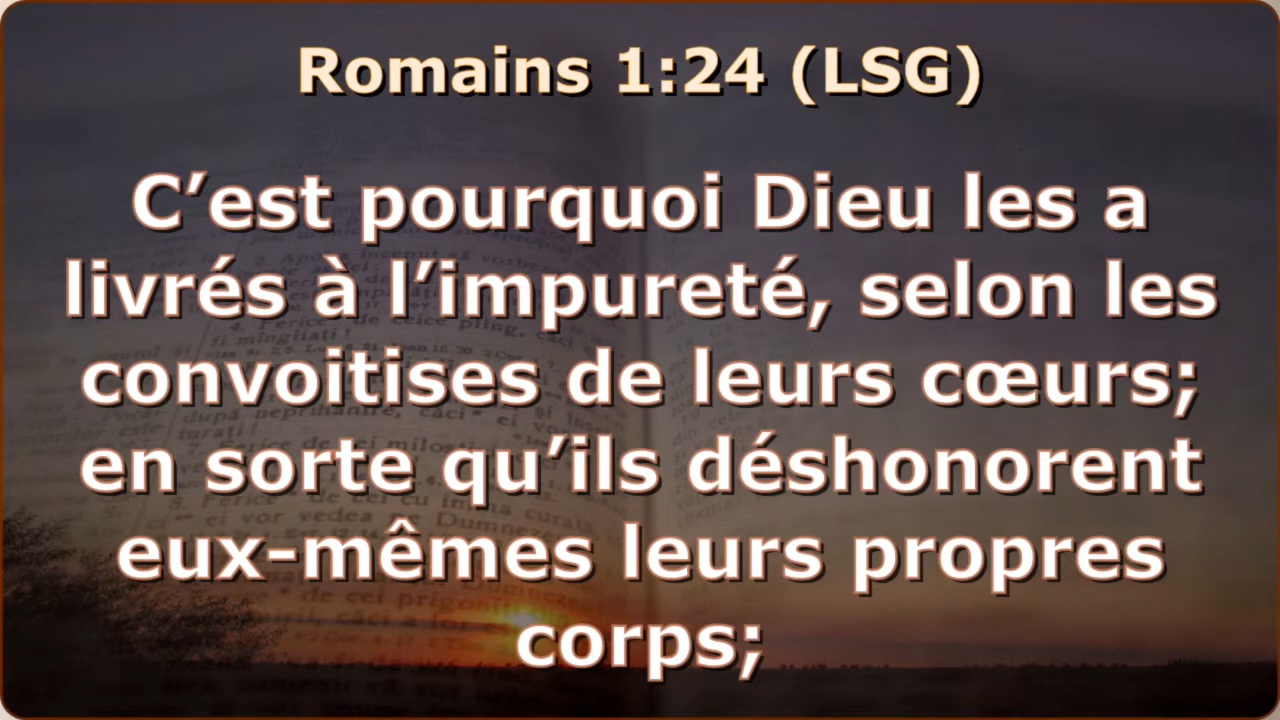 Romains 1:24 (LSG)
C’est pourquoi Dieu les a
livrés à l’impureté, selon les
convoitises de leurs cœurs;
en sorte qu’ils déshonorent
eux-mêmes leurs propres
corps;